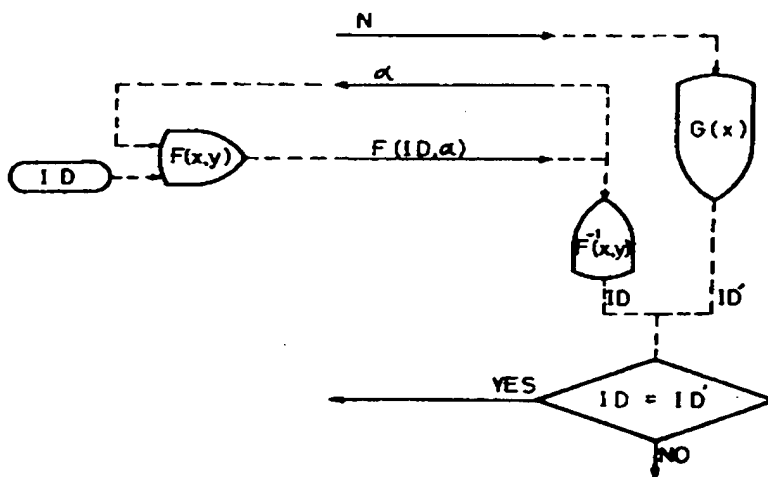 N
α
G(x)
F(x,y)
F(ID,α)
ID
F⁻¹(x,y)
ID
ID′
YES
ID = ID′
NO